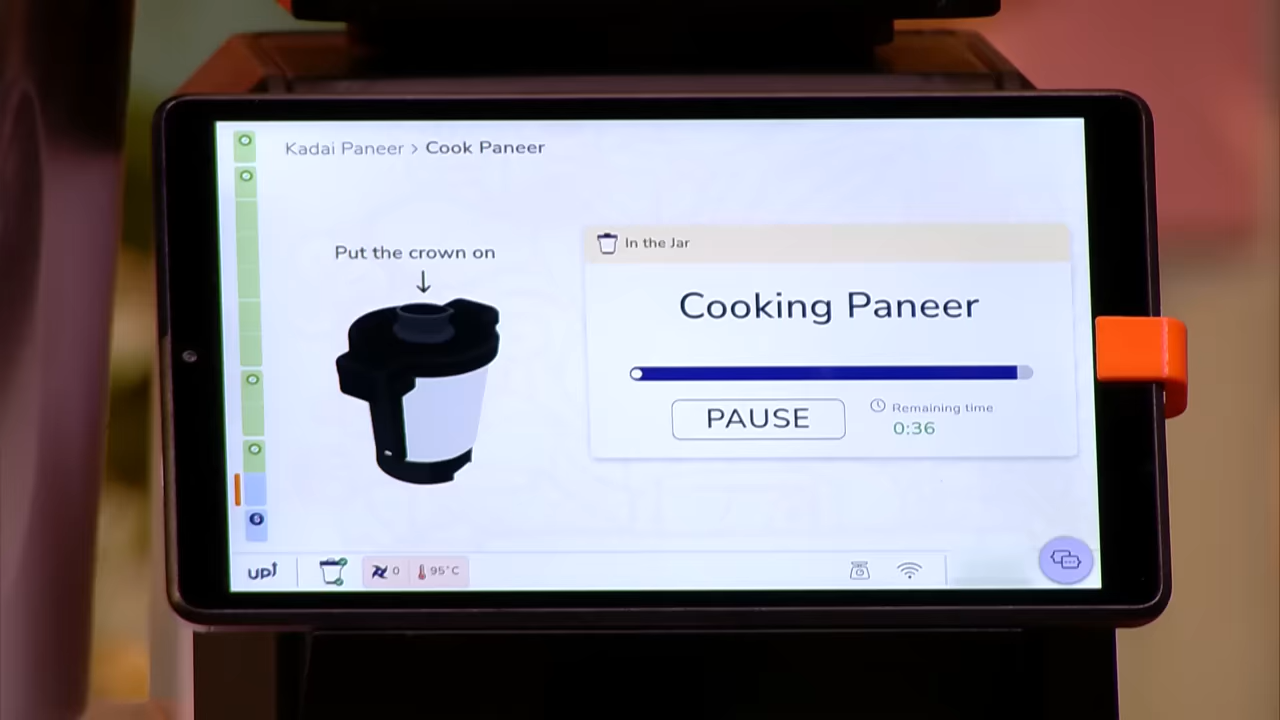 Kadai Paneer > Cook Paneer
Put the crown on
In the Jar
Cooking Paneer
PAUSE
Remaining time
0:36
UP
0
95°C